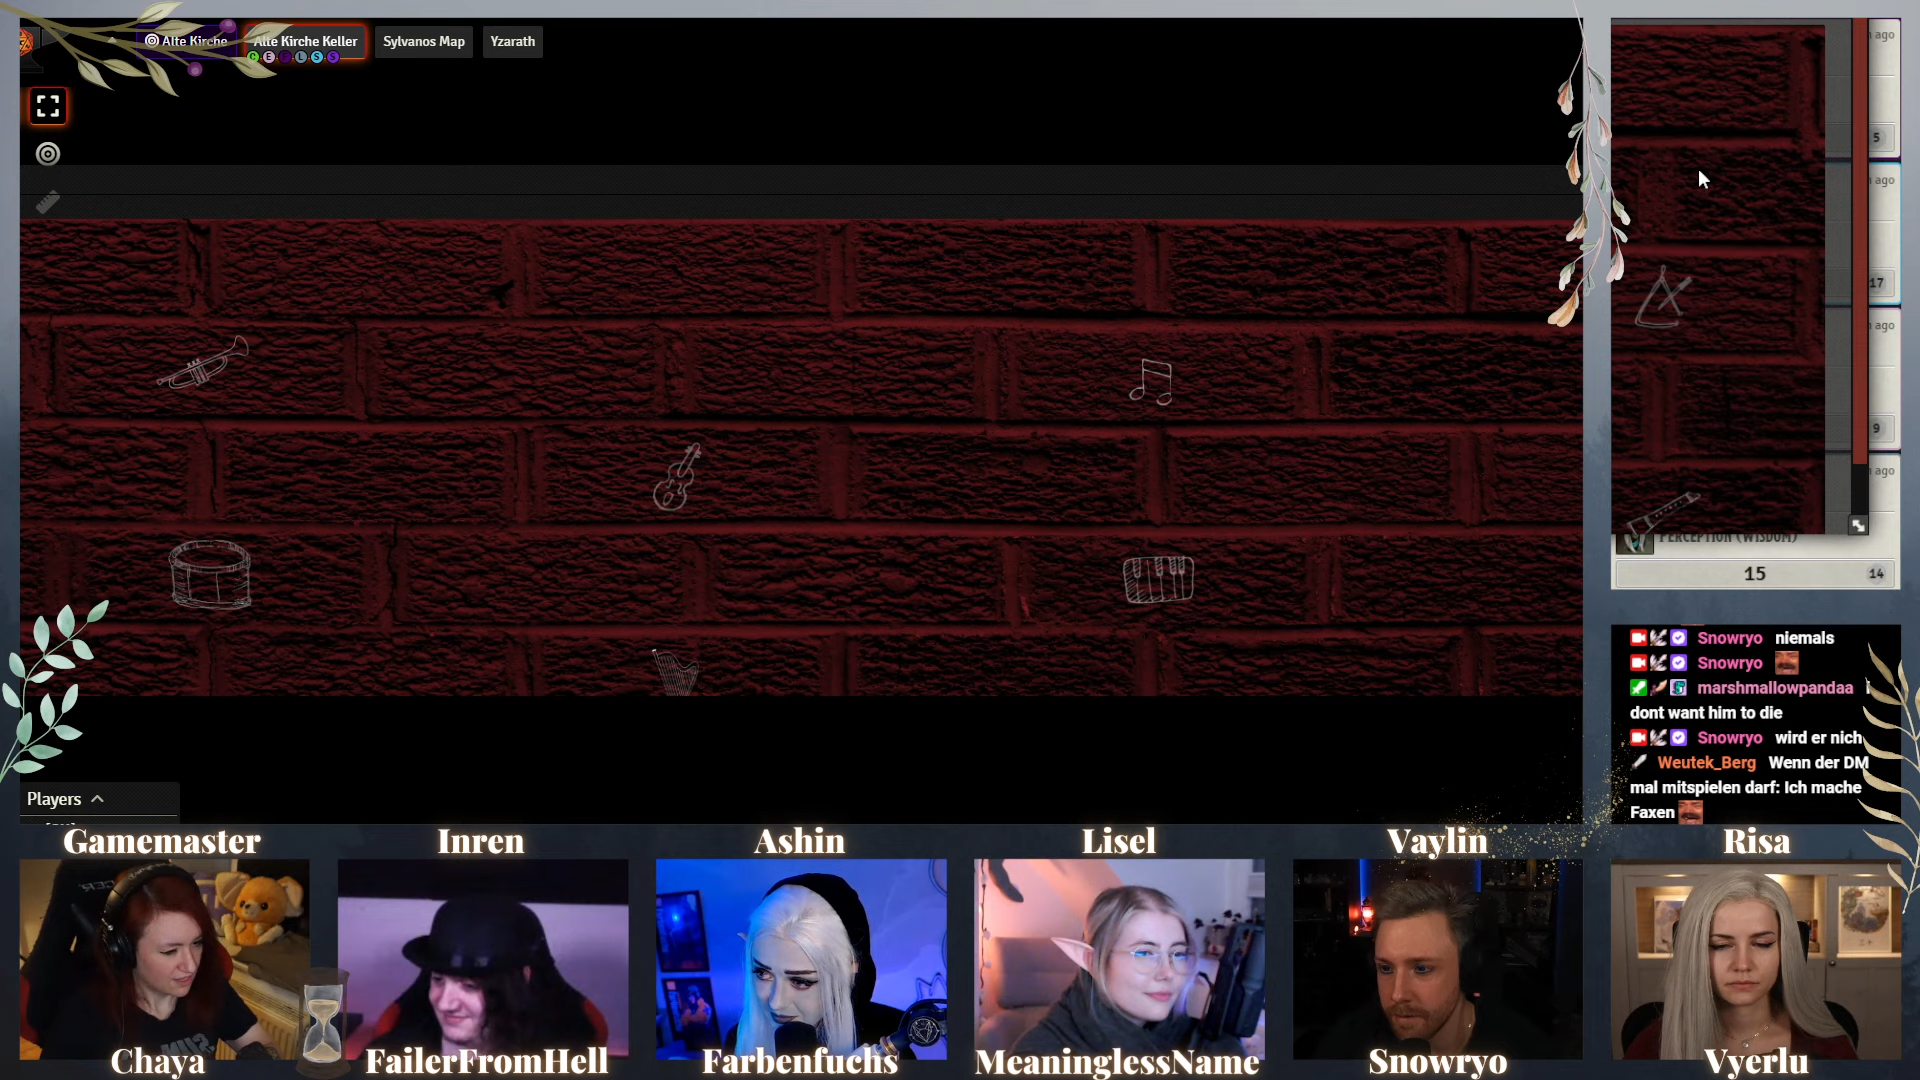 Alte Kirche
Alte Kirche Keller
Sylvanos Map
Yzarath
C E F L S S
ago
5
ago
17
ago
9
ago
PERCEPTION (WISDOM)
15
14
Snowryo niemals
Snowryo
marshmallowpandaa i
dont want him to die
Snowryo wird er nich
Weutek_Berg Wenn der DM
mal mitspielen darf: Ich mache
Faxen
Players
Gamemaster
Inren
Ashin
Lisel
Vaylin
Risa
Chaya
FailerFromHell
Farbenfuchs
MeaninglessName
Snowryo
Vyerlu